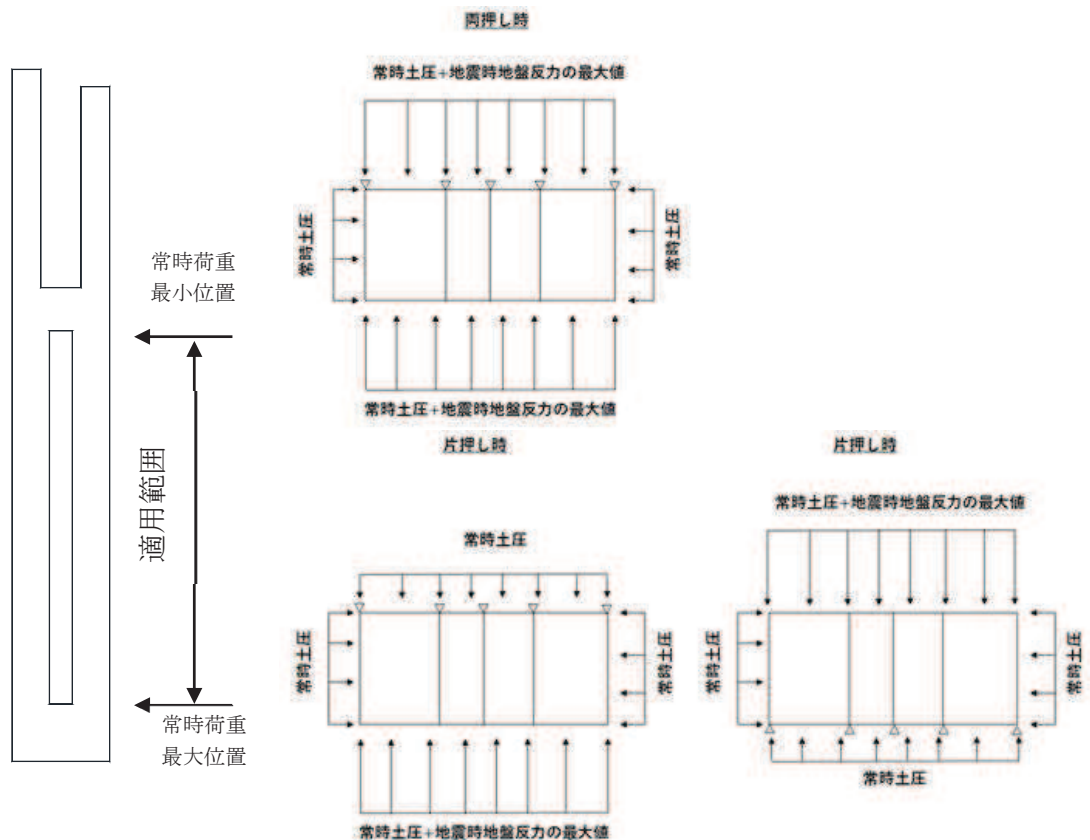 両押し時
常時土圧+地震時地盤反力の最大値
常時土圧
常時土圧
常時土圧+地震時地盤反力の最大値
常時荷重
最小位置
適用範囲
常時荷重
最大位置
片押し時
常時土圧
常時土圧
常時土圧
常時土圧+地震時地盤反力の最大値
片押し時
常時土圧+地震時地盤反力の最大値
常時土圧
常時土圧
常時土圧